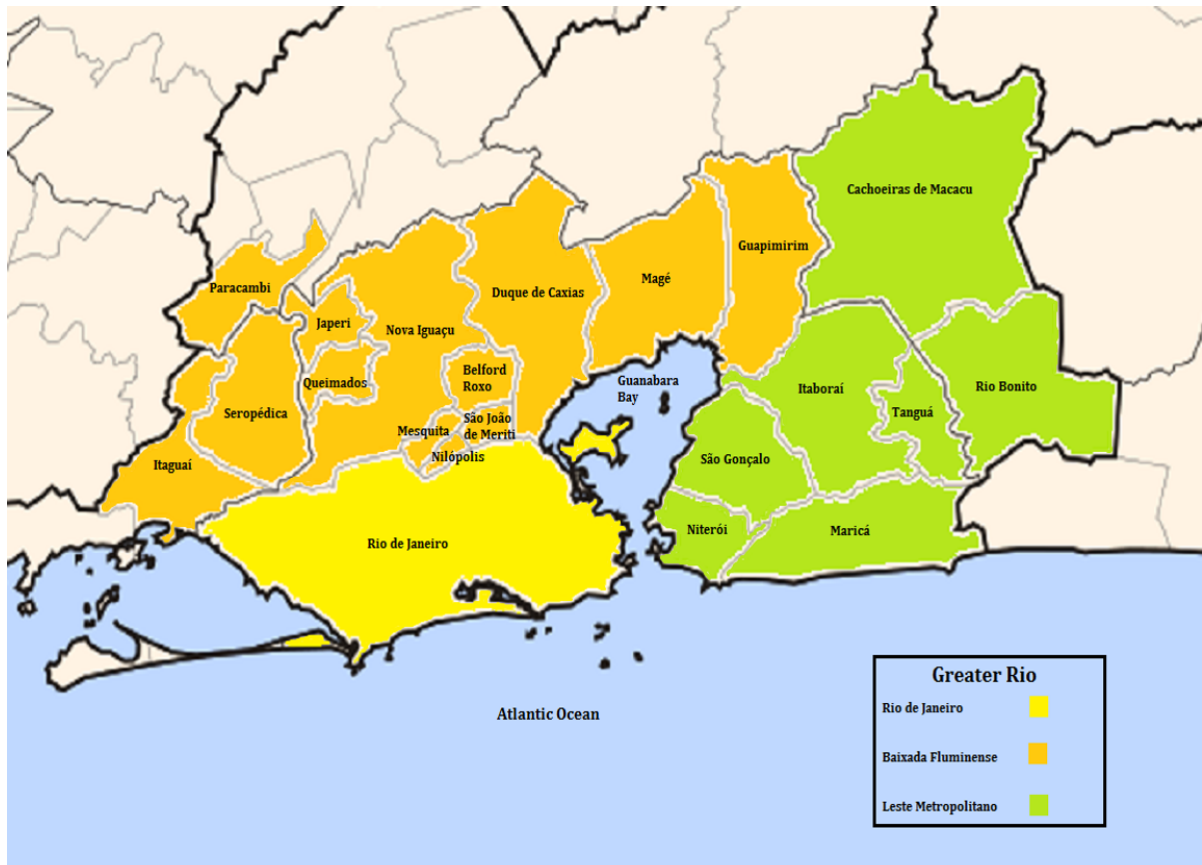 Cachoeiras de Macacu
Guapimirim
Magé
Paracambi
Duque de Caxias
Japeri
Nova Iguaçu
Belford
Roxo
Guanabara
Bay
Queimados
Itaboraí
Rio Bonito
Seropédica
Tanguá
São João
de Meriti
Mesquita
Nilópolis
São Gonçalo
Itaguaí
Niterói
Maricá
Rio de Janeiro
Atlantic Ocean
Greater Rio
Rio de Janeiro
Baixada Fluminense
Leste Metropolitano